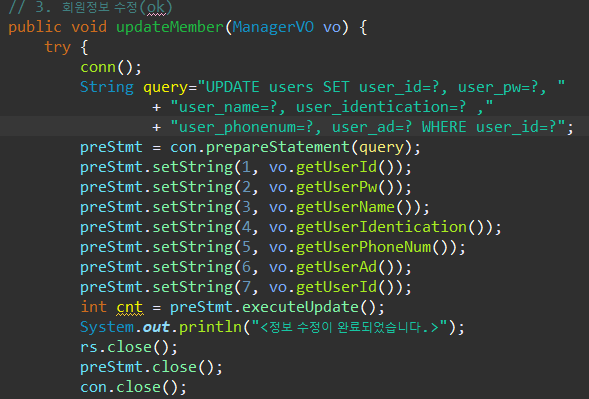 // 3. 회원정보 수정(ok)
public void updateMember(ManagerVO vo) {
try {
conn();
String query="UPDATE users SET user_id=?, user_pw=?, "
+ "user_name=?, user_identication=? ,"
+ "user_phonenum=?, user_ad=? WHERE user_id=?";
preStmt = con.prepareStatement(query);
preStmt.setString(1, vo.getUserId());
preStmt.setString(2, vo.getUserPw());
preStmt.setString(3, vo.getUserName());
preStmt.setString(4, vo.getUserIdentication());
preStmt.setString(5, vo.getUserPhoneNum());
preStmt.setString(6, vo.getUserAd());
preStmt.setString(7, vo.getUserId());
int cnt = preStmt.executeUpdate();
System.out.println("<정보 수정이 완료되었습니다.>");
rs.close();
preStmt.close();
con.close();